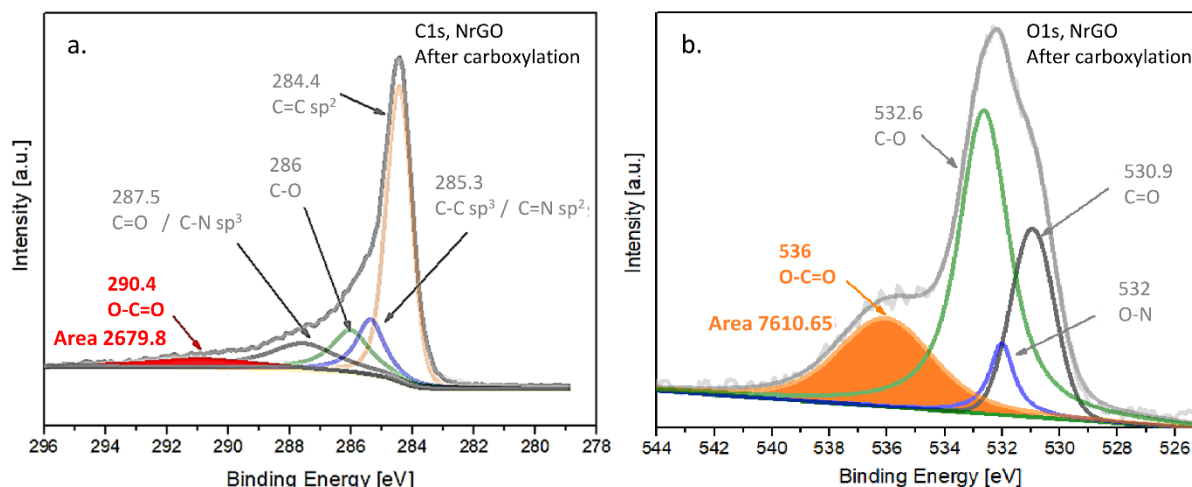 a.
C1s, NrGO
After carboxylation
284.4
C=C sp²
286
C-O
287.5
C=O / C-N sp³
285.3
C-C sp³/ C=N sp²
290.4
O-C=O
Area 2679.8
Intensity [a.u.]
296 294 292 290 288 286 284 282 280 278
Binding Energy [eV]
b.
O1s, NrGO
After carboxylation
532.6
C-O
530.9
C=O
536
O-C=O
Area 7610.65
532
O-N
Intensity [a.u.]
544 542 540 538 536 534 532 530 528 526
Binding Energy [eV]